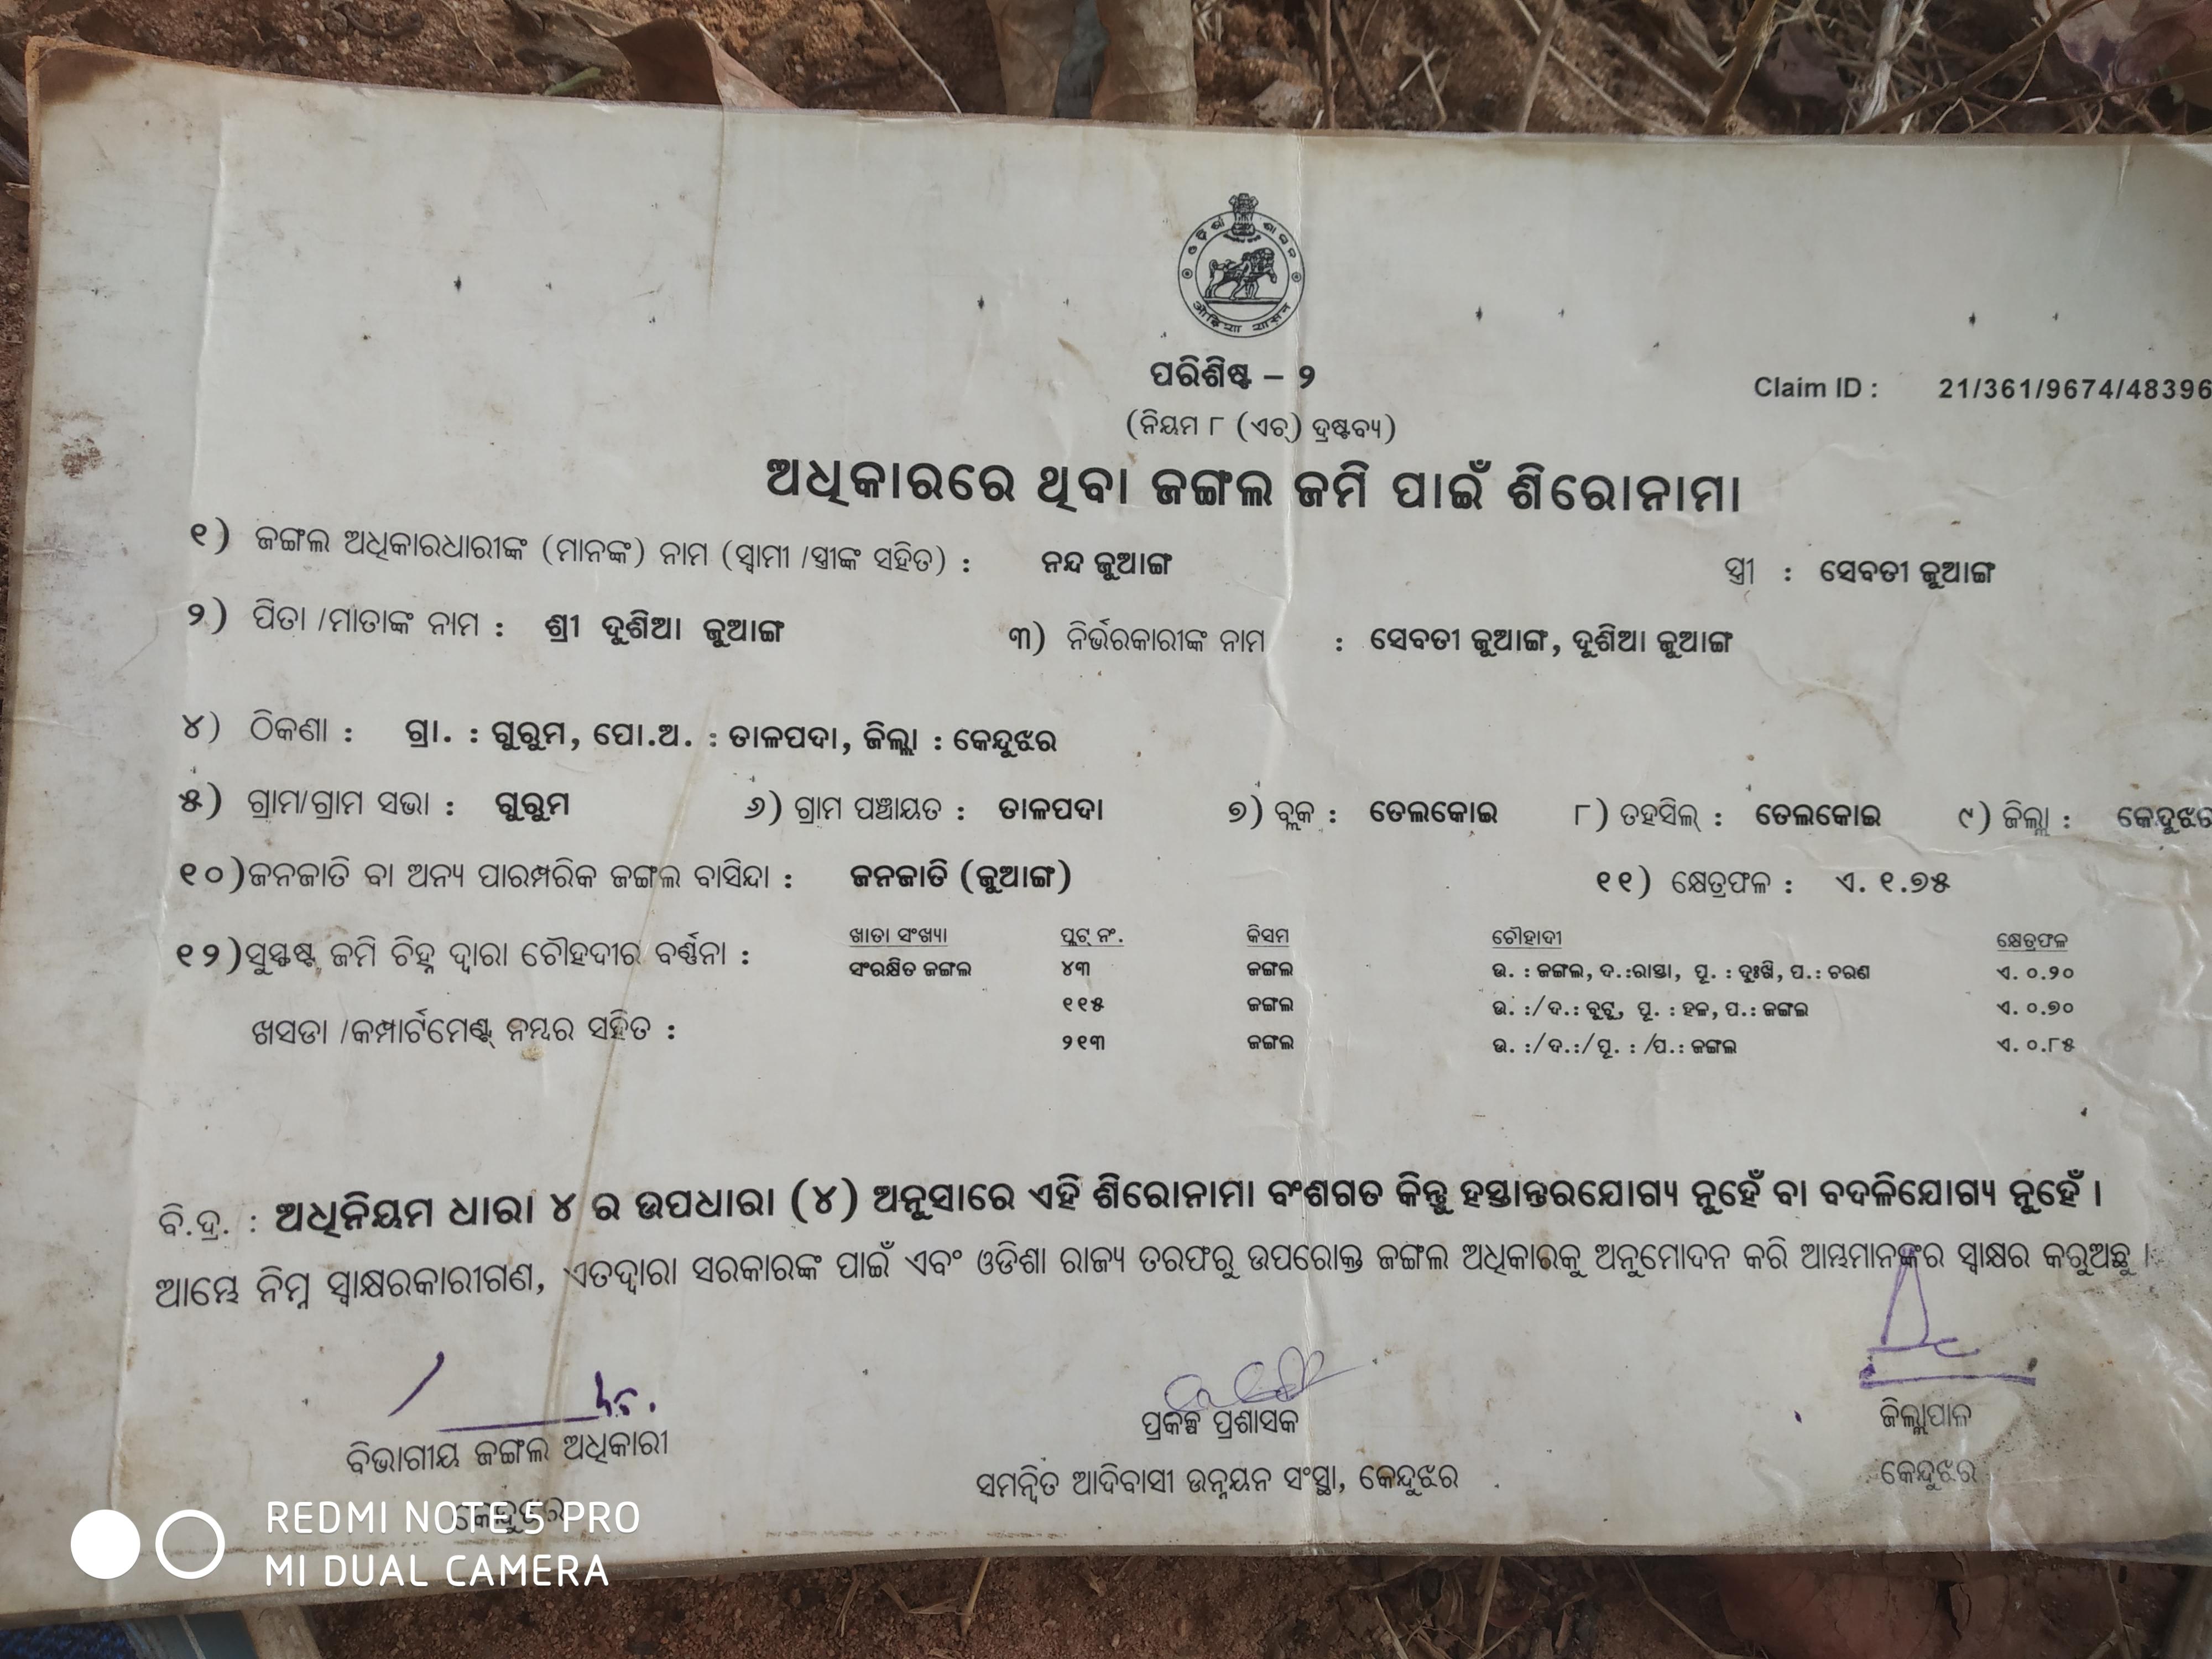 ଓଡ଼ିଶା ଶାସନ
ओड़िशा शासन
ପରିଶିଷ୍ଟ – ୨
Claim ID : 21/361/9674/48396
(ନିୟମ ୮ (ଏଚ୍) ଦ୍ରଷ୍ଟବ୍ୟ)
ଅଧିକାରରେ ଥିବା ଜଙ୍ଗଲ ଜମି ପାଇଁ ଶିରୋନାମା
୧) ଜଙ୍ଗଲ ଅଧିକାରଧାରୀଙ୍କ (ମାନଙ୍କ) ନାମ (ସ୍ୱାମୀ /ସ୍ତ୍ରୀଙ୍କ ସହିତ) : ନନ୍ଦ ଜୁଆଙ୍ଗ ସ୍ତ୍ରୀ : ସେବତୀ ଜୁଆଙ୍ଗ
୨) ପିତା /ମାତାଙ୍କ ନାମ : ଶ୍ରୀ ଦୁଶିଆ ଜୁଆଙ୍ଗ ୩) ନିର୍ଭରକାରୀଙ୍କ ନାମ : ସେବତୀ ଜୁଆଙ୍ଗ, ଦୁଶିଆ ଜୁଆଙ୍ଗ
୪) ଠିକଣା : ଗ୍ରା. : ଗୁରୁମ, ପୋ.ଅ. : ତାଳପଦା, ଜିଲ୍ଲା : କେନ୍ଦୁଝର
୫) ଗ୍ରାମ/ଗ୍ରାମ ସଭା : ଗୁରୁମ ୬) ଗ୍ରାମ ପଞ୍ଚାୟତ : ତାଳପଦା ୭) ବ୍ଲକ : ତେଲକୋଇ ୮) ତହସିଲ୍ : ତେଲକୋଇ ୯) ଜିଲ୍ଲା : କେନ୍ଦୁଝର
୧୦) ଜନଜାତି ବା ଅନ୍ୟ ପାରମ୍ପରିକ ଜଙ୍ଗଲ ବାସିନ୍ଦା : ଜନଜାତି (ଜୁଆଙ୍ଗ) ୧୧) କ୍ଷେତ୍ରଫଳ : ଏ. ୧.୭୫
୧୨) ସୁସ୍ପଷ୍ଟ ଜମି ଚିହ୍ନ ଦ୍ୱାରା ଚୌହଦୀର ବର୍ଣ୍ଣନା : ଖାତା ସଂଖ୍ୟା ପ୍ଲଟ୍ ନଂ. କିସମ ଚୌହାଦୀ କ୍ଷେତ୍ରଫଳ
ସଂରକ୍ଷିତ ଜଙ୍ଗଲ ୪୩ ଜଙ୍ଗଲ ଉ. : ଜଙ୍ଗଲ, ଦ.:ରାସ୍ତା, ପୂ. : ଦୁଃଖି, ପ.: ଚରଣ ଏ. ୦.୨୦
୧୧୫ ଜଙ୍ଗଲ ଉ. :/ ଦ.: ବୁଟୁ, ପୂ. : ହଳ, ପ.: ଜଙ୍ଗଲ ଏ. ୦.୭୦
ଖସଡା /କମ୍ପାର୍ଟମେଣ୍ଟ୍ ନମ୍ବର ସହିତ : ୨୧୩ ଜଙ୍ଗଲ ଉ. :/ ଦ.:/ ପୂ. : /ପ.: ଜଙ୍ଗଲ ଏ. ୦.୮୫
ବି.ଦ୍ର. : ଅଧିନିୟମ ଧାରା ୪ ର ଉପଧାରା (୪) ଅନୁସାରେ ଏହି ଶିରୋନାମା ବଂଶଗତ କିନ୍ତୁ ହସ୍ତାନ୍ତରଯୋଗ୍ୟ ନୁହେଁ ବା ବଦଳିଯୋଗ୍ୟ ନୁହେଁ ।
ଆମ୍ଭେ ନିମ୍ନ ସ୍ୱାକ୍ଷରକାରୀଗଣ, ଏତଦ୍ୱାରା ସରକାରଙ୍କ ପାଇଁ ଏବଂ ଓଡିଶା ରାଜ୍ୟ ତରଫରୁ ଉପରୋକ୍ତ ଜଙ୍ଗଲ ଅଧିକାରକୁ ଅନୁମୋଦନ କରି ଆମ୍ଭମାନଙ୍କର ସ୍ୱାକ୍ଷର କରୁଅଛୁ ।
ବିଭାଗୀୟ ଜଙ୍ଗଲ ଅଧିକାରୀ
କେନ୍ଦୁଝର
ପ୍ରକଳ୍ପ ପ୍ରଶାସକ
ସମନ୍ୱିତ ଆଦିବାସୀ ଉନ୍ନୟନ ସଂସ୍ଥା, କେନ୍ଦୁଝର
ଜିଲ୍ଲାପାଳ
କେନ୍ଦୁଝର
REDMI NOTE 5 PRO
MI DUAL CAMERA